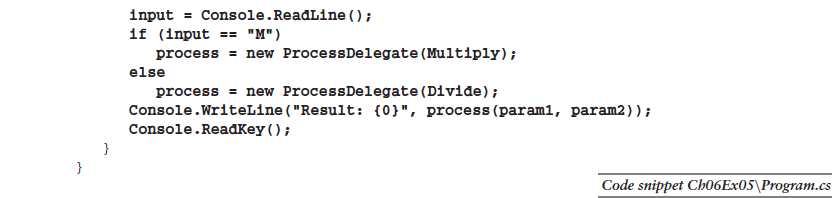 input = Console.ReadLine();
if (input == "M")
process = new ProcessDelegate(Multiply);
else
process = new ProcessDelegate(Divide);
Console.WriteLine("Result: {0}", process(param1, param2));
Console.ReadKey();
}
}
Code snippet Ch06Ex05\Program.cs